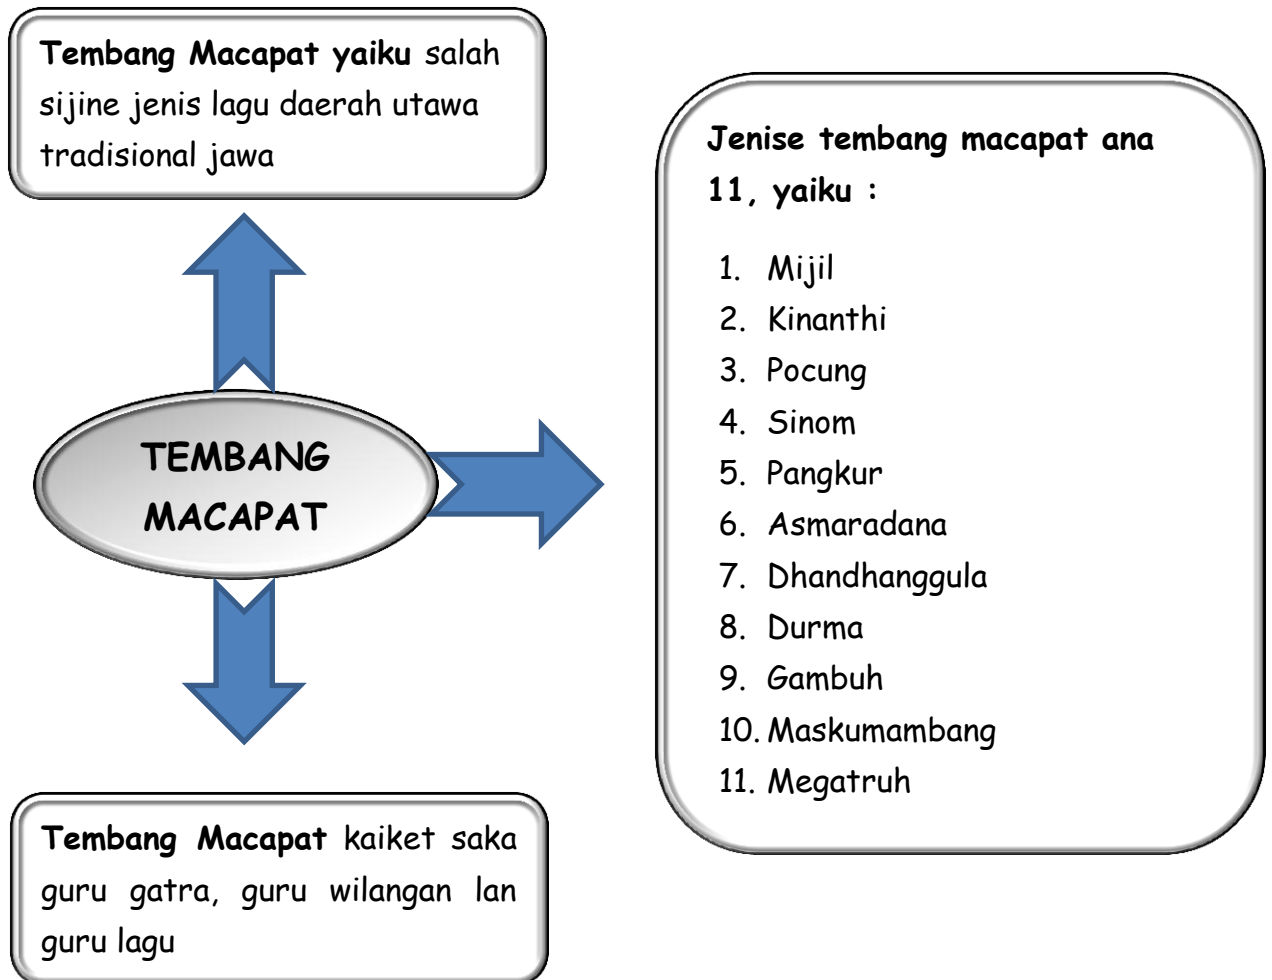 Tembang Macapat yaiku salah
sijine jenis lagu daerah utawa
tradisional jawa
TEMBANG
MACAPAT
Tembang Macapat kaiket saka
guru gatra, guru wilangan lan
guru lagu
Jenise tembang macapat ana
11, yaiku :
1. Mijil
2. Kinanthi
3. Pocung
4. Sinom
5. Pangkur
6. Asmaradana
7. Dhandhanggula
8. Durma
9. Gambuh
10. Maskumambang
11. Megatruh